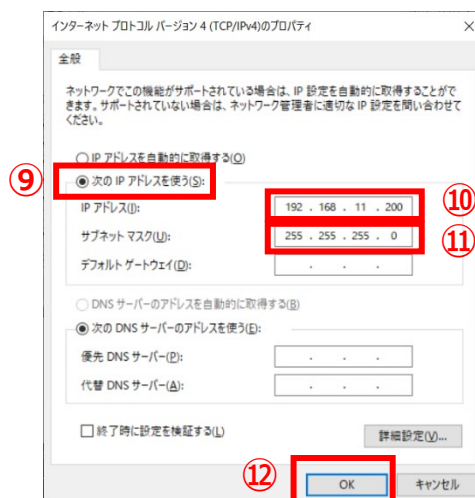 インターネット プロトコル バージョン 4 (TCP/IPv4)のプロパティ
全般
ネットワークでこの機能がサポートされている場合は、IP 設定を自動的に取得することがで
きます。サポートされていない場合は、ネットワーク管理者に適切な IP 設定を問い合わせて
ください。
IP アドレスを自動的に取得する(O)
⑨ 次の IP アドレスを使う(S):
IP アドレス(I): 192 . 168 . 11 . 200 ⑩
サブネット マスク(U): 255 . 255 . 255 . 0 ⑪
デフォルト ゲートウェイ(D): . . .
DNS サーバーのアドレスを自動的に取得する(B)
次の DNS サーバーのアドレスを使う(E):
優先 DNS サーバー(P): . . .
代替 DNS サーバー(A): . . .
終了時に設定を検証する(L)
詳細設定(V)...
⑫ OK キャンセル